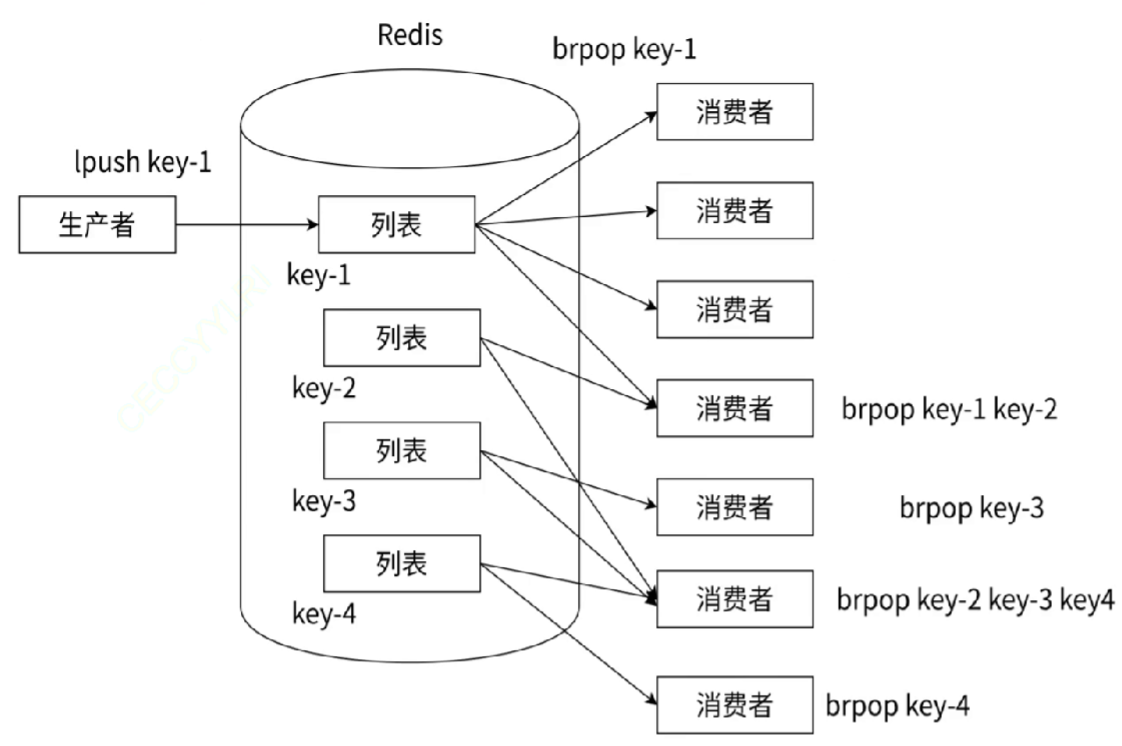 Redis
brpop key-1
消费者
lpush key-1
生产者
列表
消费者
key-1
消费者
列表
key-2
消费者
brpop key-1 key-2
列表
key-3
消费者
brpop key-3
列表
key-4
消费者
brpop key-2 key-3 key4
消费者
brpop key-4